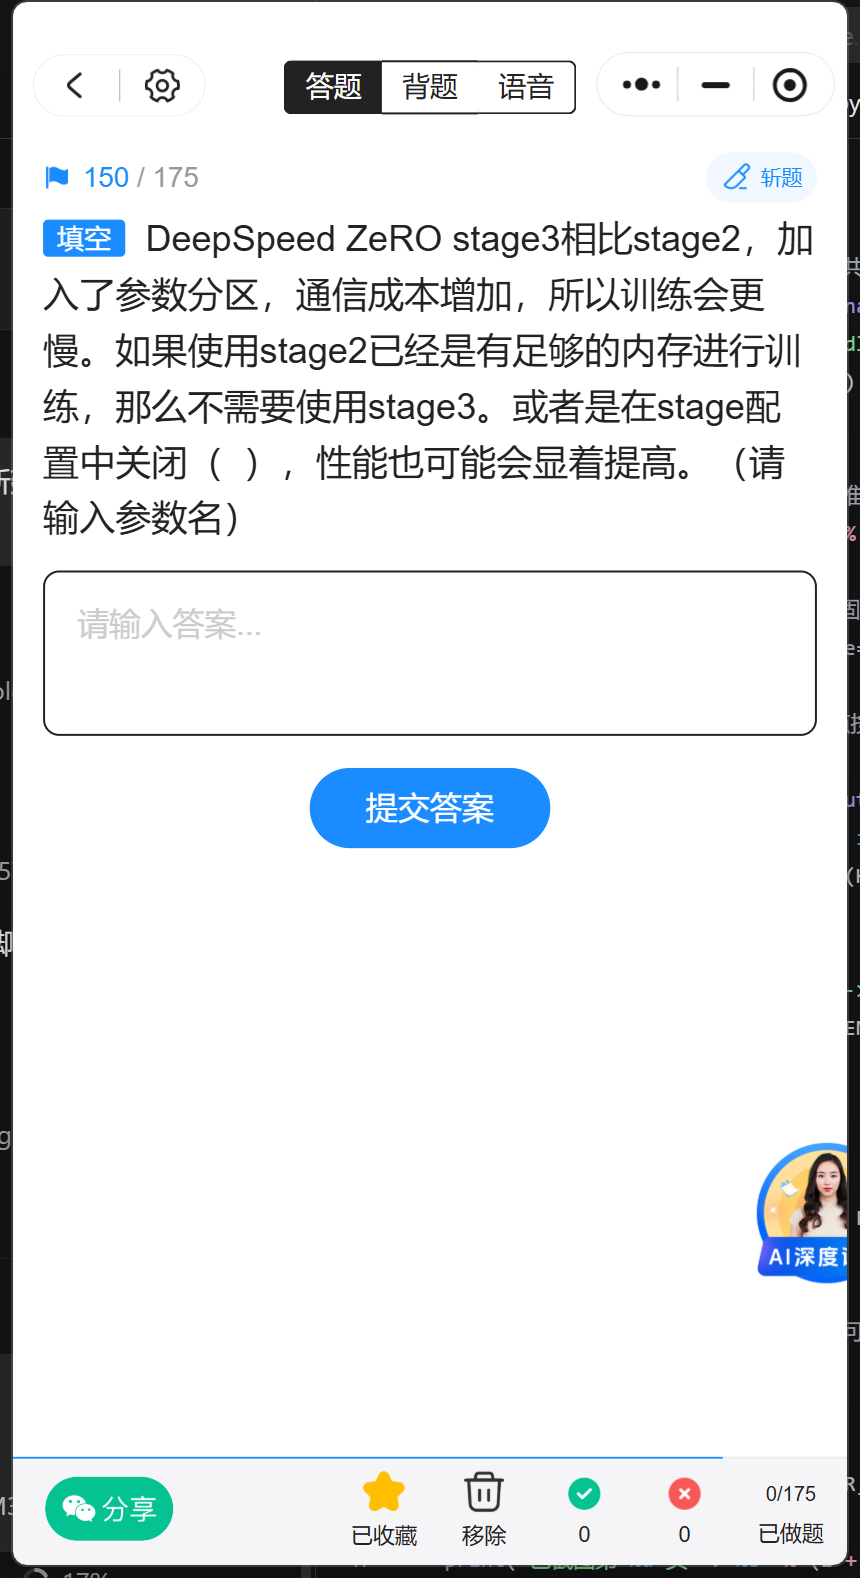 答题 背题 语音
150 / 175
斩题
填空 DeepSpeed ZeRO stage3相比stage2，加
入了参数分区，通信成本增加，所以训练会更
慢。如果使用stage2已经是有足够的内存进行训
练，那么不需要使用stage3。或者是在stage配
置中关闭（ ），性能也可能会显着提高。（请
输入参数名）
请输入答案...
提交答案
AI深度
分享
已收藏
移除
0
0
0/175
已做题